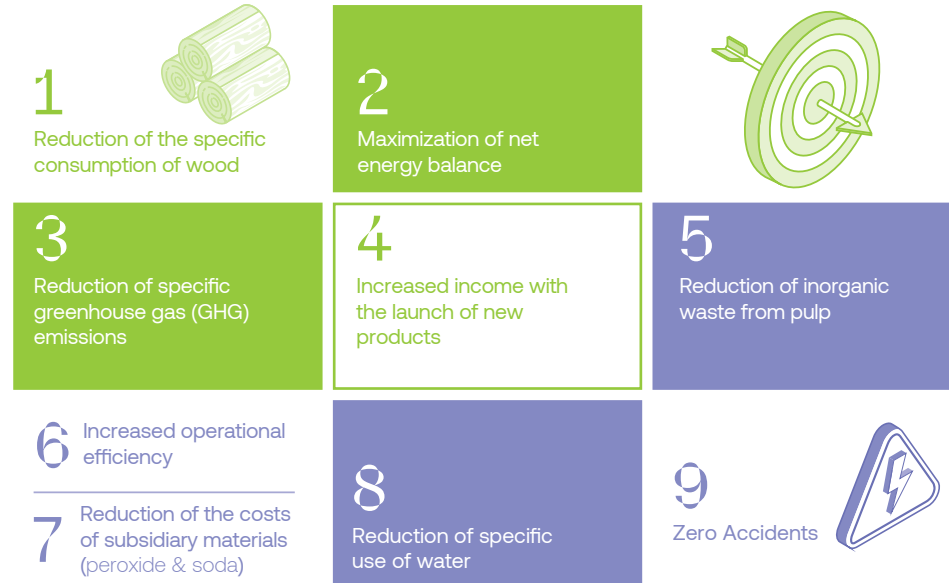 1
Reduction of the specific
consumption of wood
2
Maximization of net
energy balance
3
Reduction of specific
greenhouse gas (GHG)
emissions
4
Increased income with
the launch of new
products
5
Reduction of inorganic
waste from pulp
6
Increased operational
efficiency
7
Reduction of the costs
of subsidiary materials
(peroxide & soda)
8
Reduction of specific
use of water
9
Zero Accidents